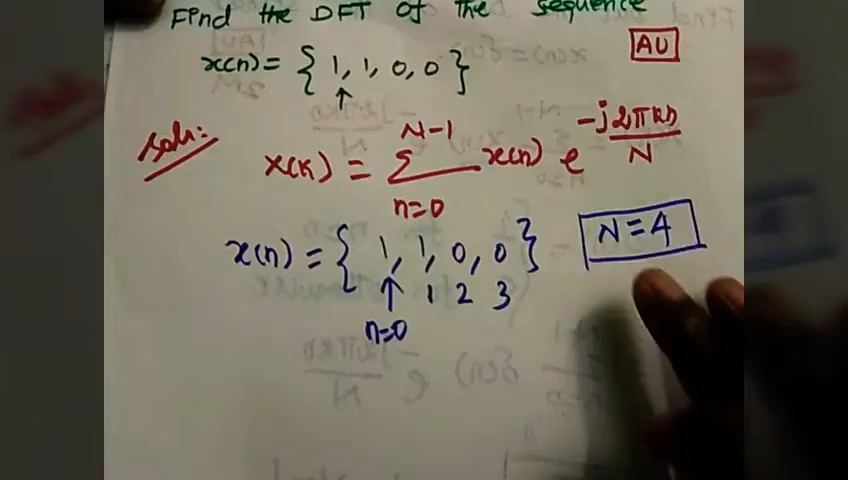 Find the DFT of the sequence
x(n) = { 1, 1, 0, 0 }
↑
AU
Soln:
X(K) = Σ x(n) e^(-j2πkn/N)
N-1
n=0
x(n) = { 1, 1, 0, 0 }
N=4
↑ 1 2 3
n=0